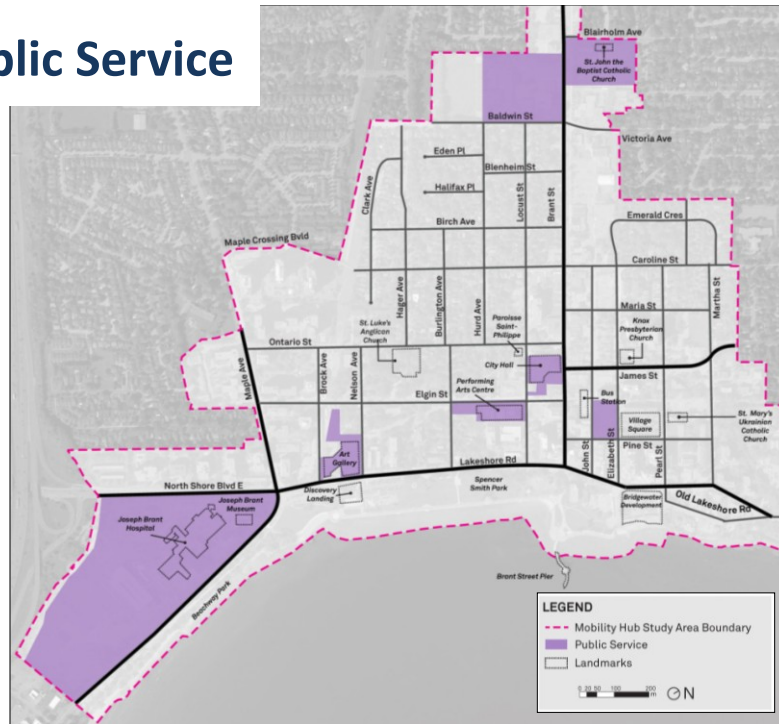 blic Service
Blairholm Ave
St. John the
Baptist Catholic
Church
Baldwin St
Victoria Ave
Eden Pl
Blenheim St
Clark Ave
Halifax Pl
Locust St
Brant St
Birch Ave
Emerald Cres
Maple Crossing Bvld
Caroline St
Hager Ave
Burlington Ave
Hurd Ave
Maria St
Martha St
St. Luke's
Anglican
Church
Paroisse
Saint-
Philippe
Knox
Presbyterian
Church
Ontario St
Maple Ave
Brock Ave
Nelson Ave
City Hall
James St
Performing
Arts Centre
Elgin St
Bus
Station
Village
Square
St. Mary's
Ukrainian
Catholic
Church
John St
Elizabeth St
Pine St
Pearl St
Art
Gallery
Lakeshore Rd
North Shore Blvd E
Discovery
Landing
Spencer
Smith Park
Bridgewater
Development
Old Lakeshore Rd
Joseph Brant
Museum
Joseph Brant
Hospital
Beachway Park
Brant Street Pier
LEGEND
Mobility Hub Study Area Boundary
Public Service
Landmarks
0 20 50 100 200
m
N